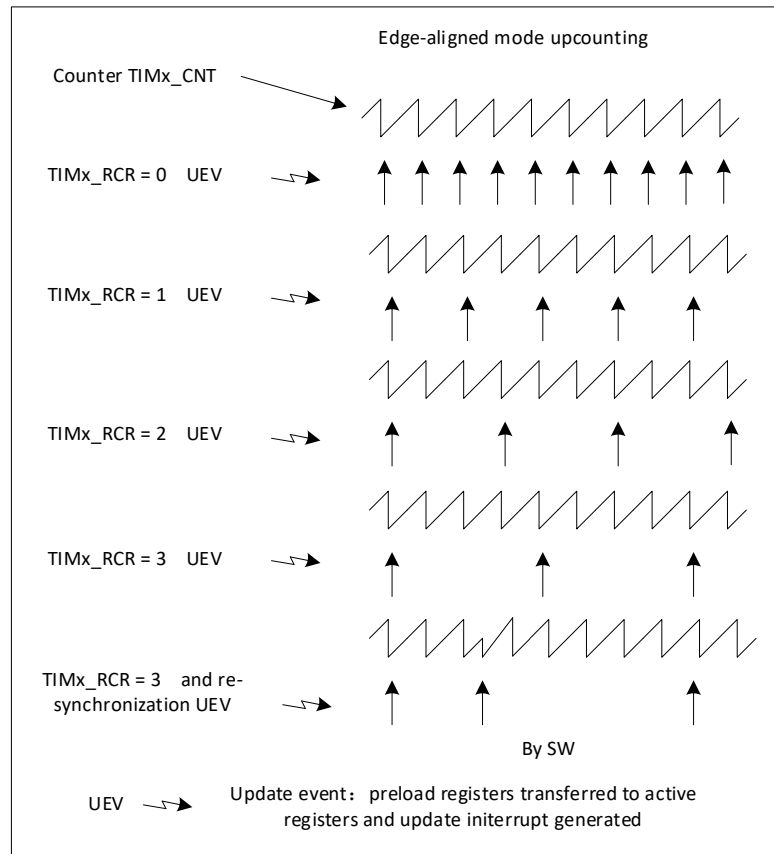 Edge-aligned mode upcounting
Counter TIMx_CNT
TIMx_RCR = 0 UEV
TIMx_RCR = 1 UEV
TIMx_RCR = 2 UEV
TIMx_RCR = 3 UEV
TIMx_RCR = 3 and re-
synchronization UEV
By SW
UEV
Update event： preload registers transferred to active
registers and update initerrupt generated